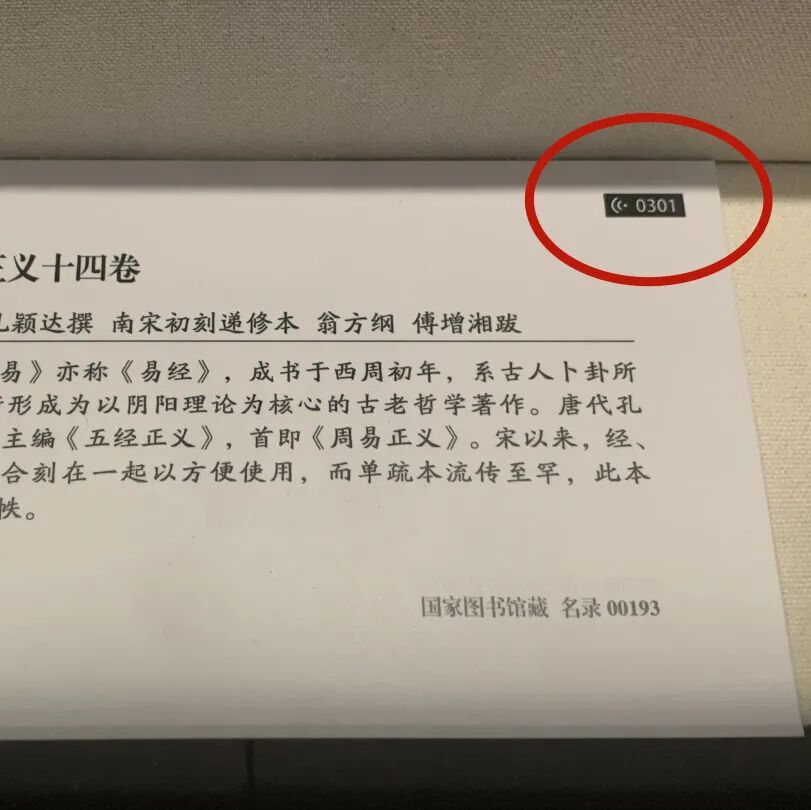 0301
正义十四卷
孔颖达撰 南宋初刻递修本 翁方纲 傅增湘跋
易》亦称《易经》，成书于西周初年，系古人卜卦所
形成为以阴阳理论为核心的古老哲学著作。唐代孔
主编《五经正义》，首即《周易正义》。宋以来，经、
合刻在一起以方便使用，而单疏本流传至罕，此本
帙。
国家图书馆藏 名录 00193